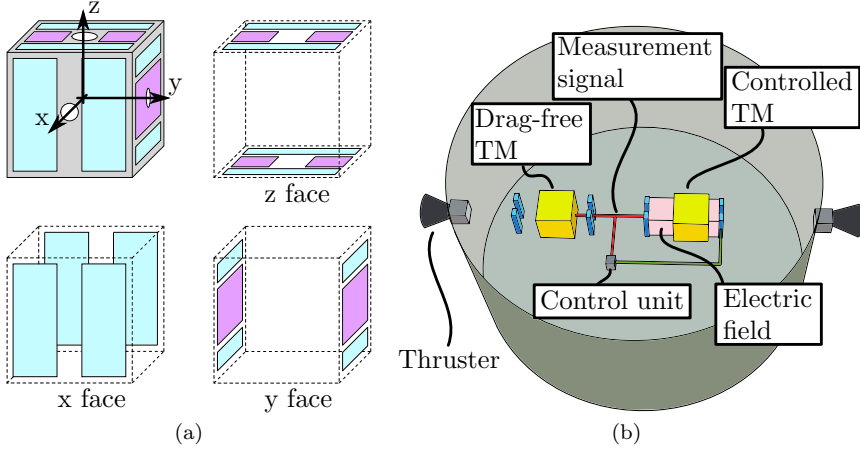 z
y
x
z face
x face
y face
(a)
Measurement
signal
Controlled
TM
Drag-free
TM
Control unit
Electric
field
Thruster
(b)